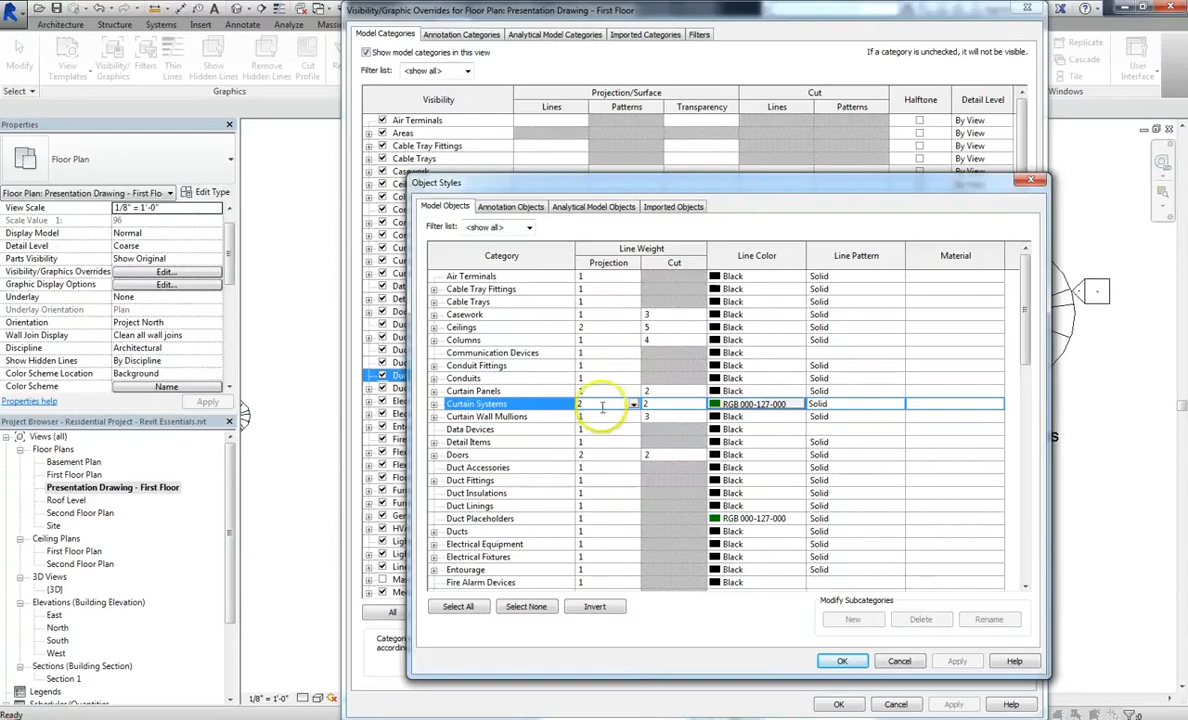 Visibility/Graphic Overrides for Floor Plan: Presentation Drawing - First Floor
Architecture Structure Systems Insert Annotate Analyze Massin
Modify
View Templates
Visibility/ Graphics
Filters
Thin Lines
Show Hidden Lines
Remove Hidden Lines
Cut Profile
Replicate
Cascade
Tile
User Interface
Select
Graphics
Windows
Model Categories Annotation Categories Analytical Model Categories Imported Categories Filters
Show model categories in this view
If a category is unchecked, it will not be visible.
Filter list: <show all>
Visibility Projection/Surface Cut Halftone Detail Level
Lines Patterns Transparency Lines Patterns
Air Terminals By View
Areas By View
Cable Tray Fittings By View
Cable Trays By View
Casework
Properties
Floor Plan
Floor Plan: Presentation Drawing - First Flo Edit Type
View Scale 1/8" = 1'-0"
Scale Value 1: 96
Display Model Normal
Detail Level Coarse
Parts Visibility Show Original
Visibility/Graphics Overrides Edit...
Graphic Display Options Edit...
Underlay None
Underlay Orientation Plan
Orientation Project North
Wall Join Display Clean all wall joins
Discipline Architectural
Show Hidden Lines By Discipline
Color Scheme Location Background
Color Scheme Name
Properties help Apply
Project Browser - Residential Project - Revit Essentials.rvt
Views (all)
Floor Plans
Basement Plan
First Floor Plan
Presentation Drawing - First Floor
Roof Level
Second Floor Plan
Site
Ceiling Plans
First Floor Plan
Second Floor Plan
3D Views
{3D}
Elevations (Building Elevation)
East
North
South
West
Sections (Building Section)
Section 1
Legends
Schedules/Quantities
1/8" = 1'-0"
Ready
Object Styles
Model Objects Annotation Objects Analytical Model Objects Imported Objects
Filter list: <show all>
Category Line Weight Line Color Line Pattern Material
Projection Cut
Air Terminals 1 Black Solid
Cable Tray Fittings 1 Black Solid
Cable Trays 1 Black Solid
Casework 1 3 Black Solid
Ceilings 2 5 Black Solid
Columns 1 4 Black Solid
Communication Devices 1 Black
Conduit Fittings 1 Black Solid
Conduits 1 Black Solid
Curtain Panels 2 Black Solid
Curtain Systems 2 2 RGB 000-127-000 Solid
Curtain Wall Mullions 1 3 Black Solid
Data Devices 1 Black
Detail Items 1 Black Solid
Doors 2 2 Black Solid
Duct Accessories 1 Black Solid
Duct Fittings 1 Black Solid
Duct Insulations 1 Black Solid
Duct Linings 1 Black Solid
Duct Placeholders 1 RGB 000-127-000 Solid
Ducts 1 Black Solid
Electrical Equipment 1 Black Solid
Electrical Fixtures 1 Black Solid
Entourage 1 Black Solid
Fire Alarm Devices 1 Black
Select All Select None Invert
Modify Subcategories
New Delete Rename
OK Cancel Apply Help
All
OK Cancel Apply Help